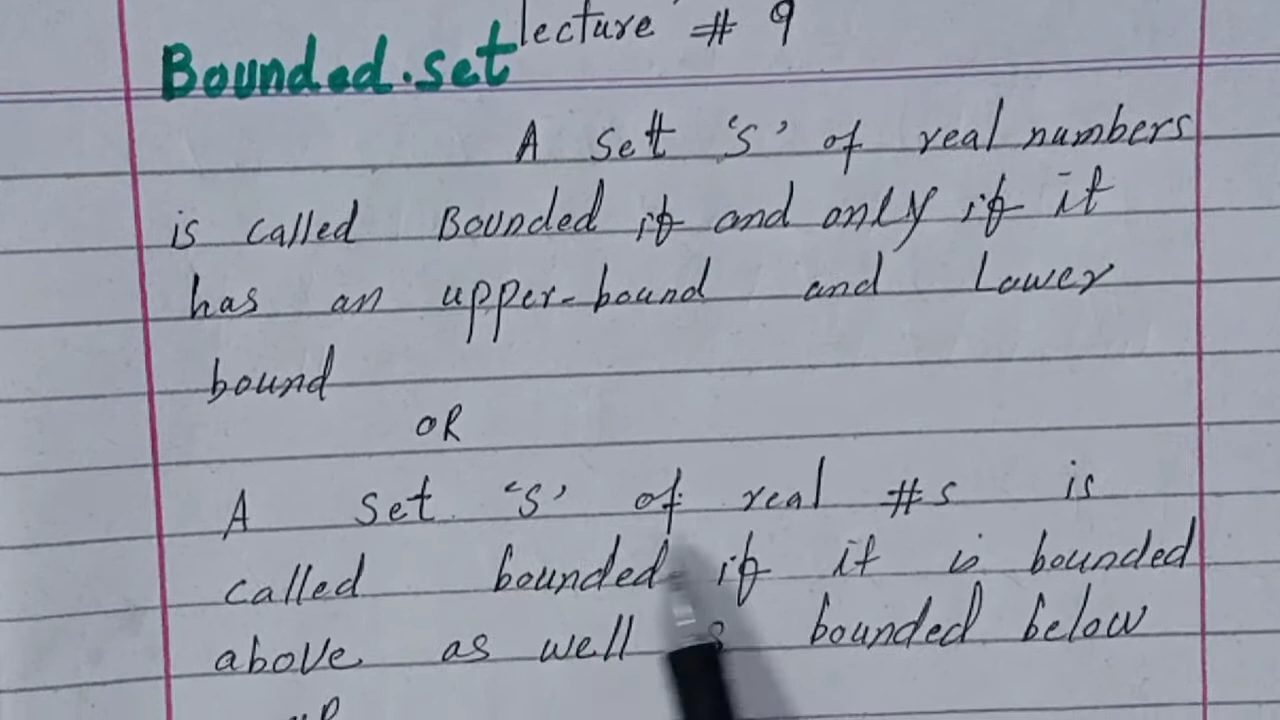 lecture # 9
Bounded.set
A sett 's' of real numbers
is called Bounded if and only if it
has an upper-bound and Lower
bound
OR
A set 's' of real #s is
called bounded if it is bounded
above as well bounded below